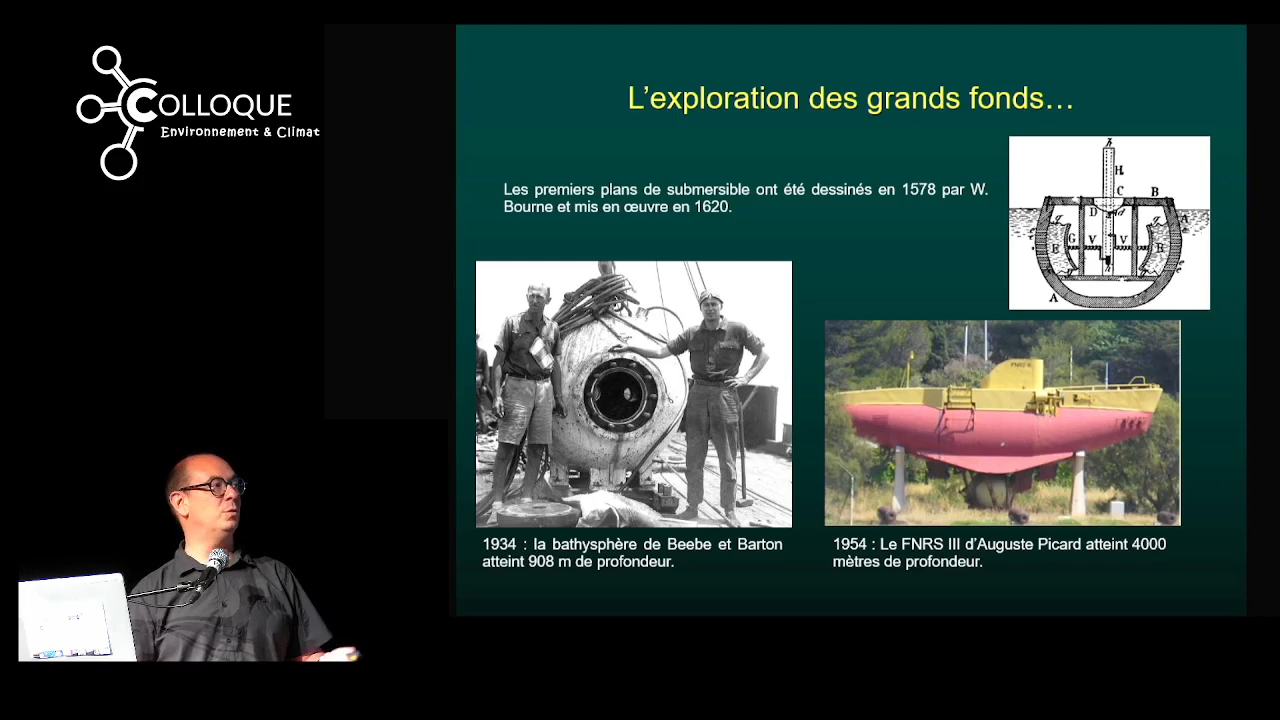 COLLOQUE
Environnement & Climat
L'exploration des grands fonds…
Les premiers plans de submersible ont été dessinés en 1578 par W.
Bourne et mis en œuvre en 1620.
H
C
B
D
d
A
G
V
V
E
B
A
FNRS III
1934 : la bathysphère de Beebe et Barton
atteint 908 m de profondeur.
1954 : Le FNRS III d'Auguste Picard atteint 4000
mètres de profondeur.